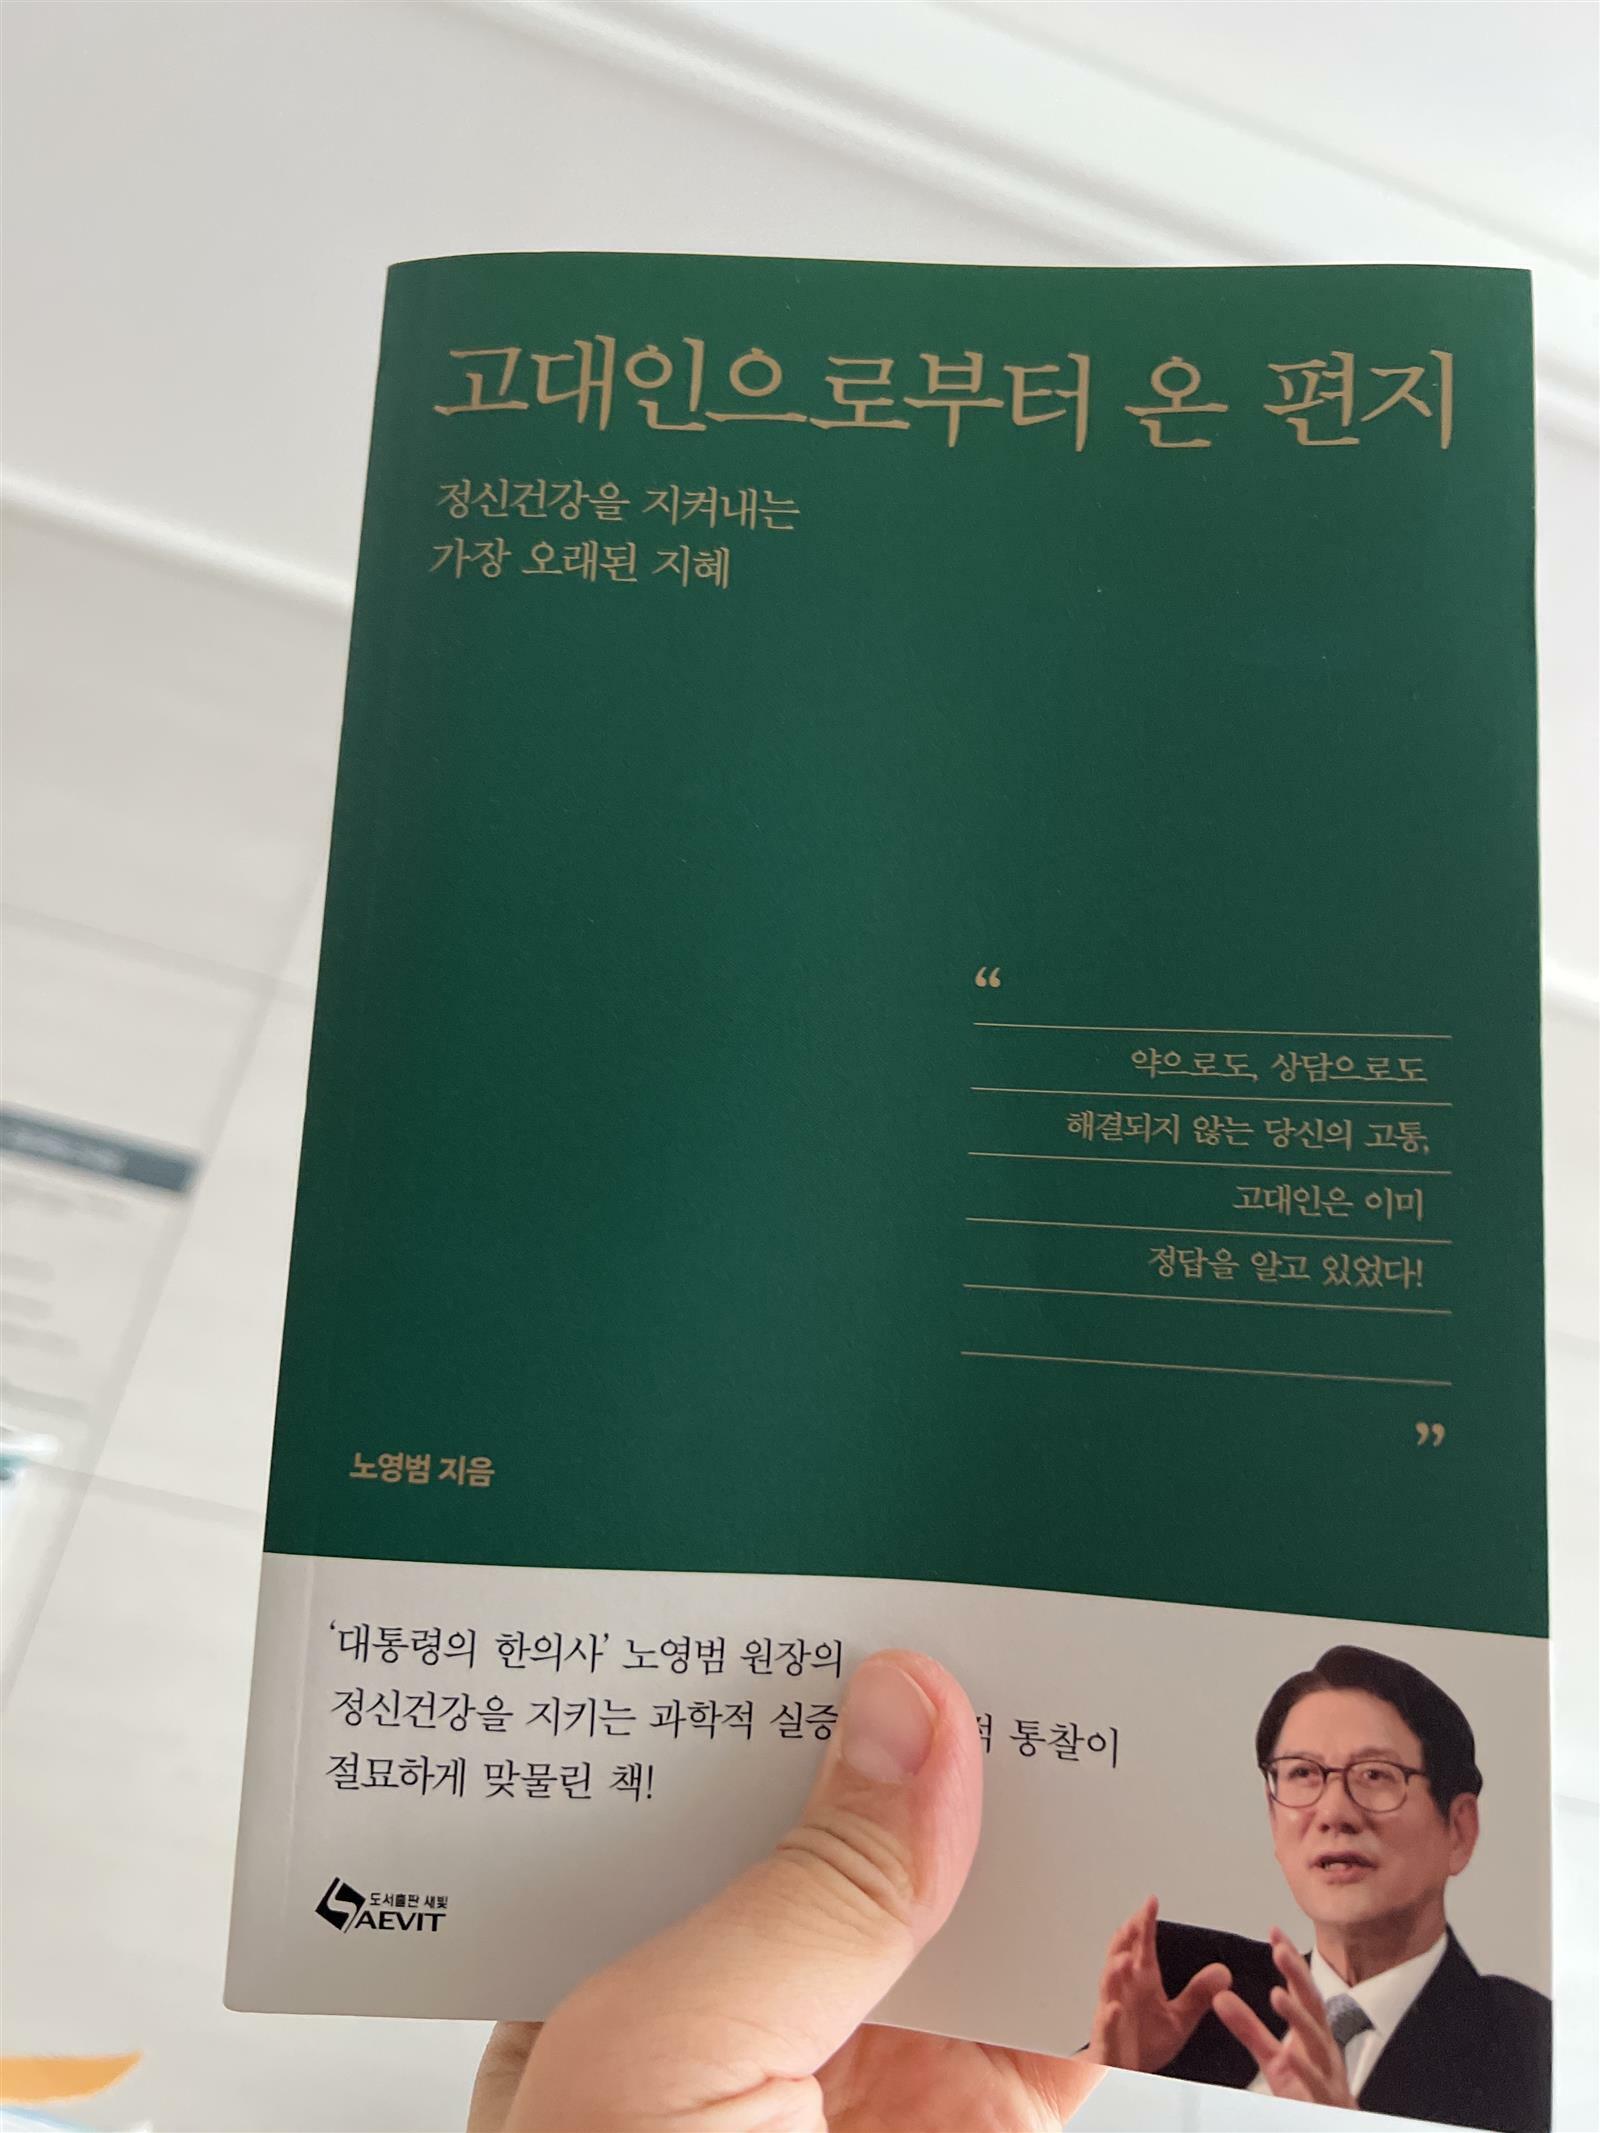 고대인으로부터 온 편지
정신건강을 지켜내는
가장 오래된 지혜
“
약으로도, 상담으로도
해결되지 않는 당신의 고통,
고대인은 이미
정답을 알고 있었다!
”
노영범 지음
‘대통령의 한의사’ 노영범 원장의
정신건강을 지키는 과학적 실증 통찰이
절묘하게 맞물린 책!
도서출판 새빛
SAEVIT